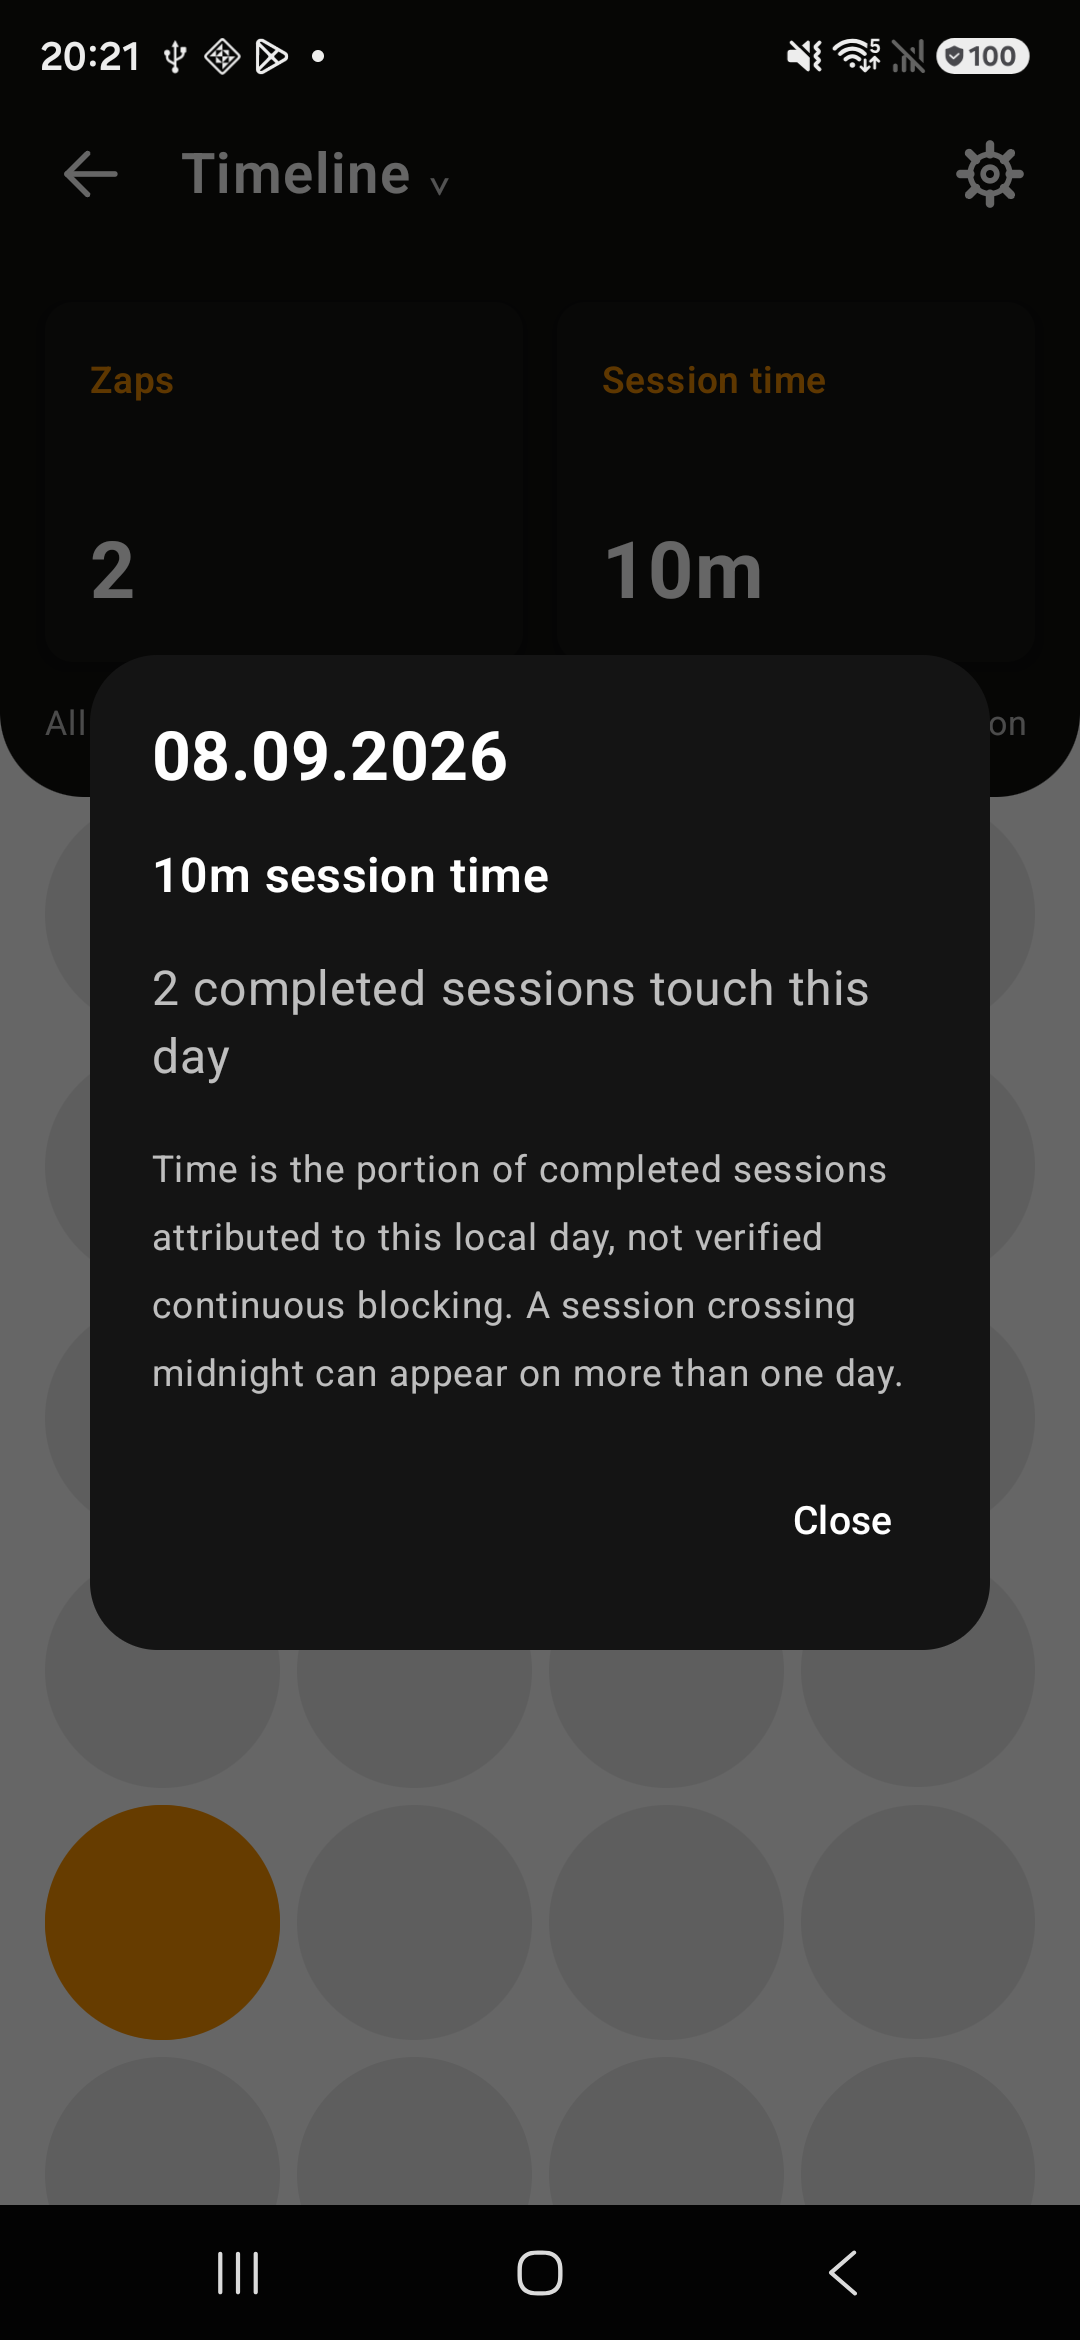 20:21
5
100
Timeline
Zaps
Session time
2
10m
All
on
08.09.2026
10m session time
2 completed sessions touch this
day
Time is the portion of completed sessions
attributed to this local day, not verified
continuous blocking. A session crossing
midnight can appear on more than one day.
Close